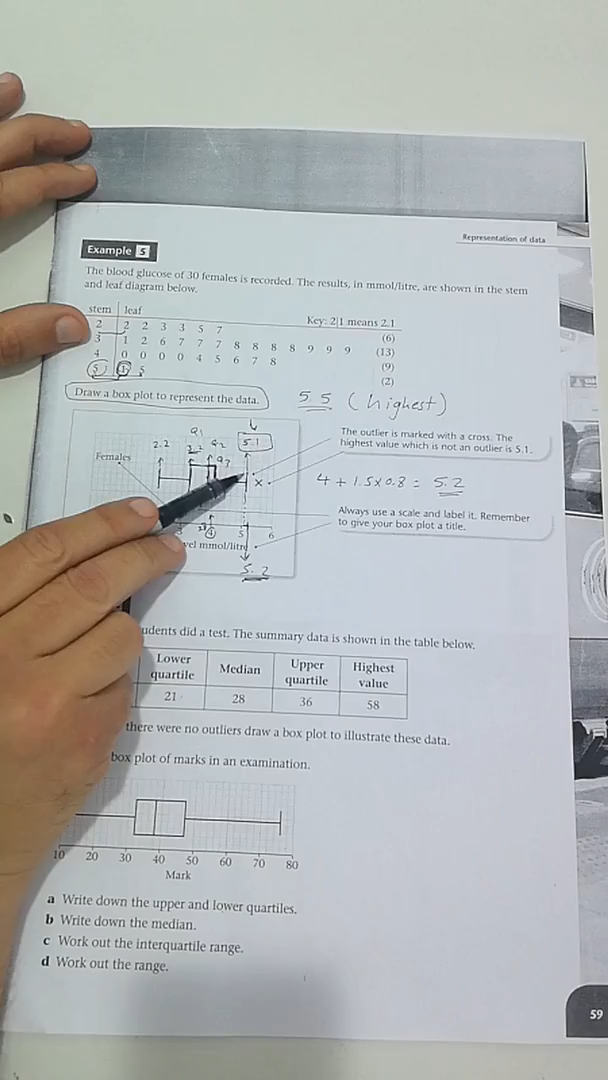 Representation of data
Example 5
The blood glucose of 30 females is recorded. The results, in mmol/litre, are shown in the stem
and leaf diagram below.
stem leaf
Key: 2|1 means 2.1
2 2 2 3 3 5 7 (6)
3 1 2 6 7 7 7 8 8 8 8 9 9 9 (13)
4 0 0 0 0 4 5 6 7 8 (9)
5 1 5 (2)
Draw a box plot to represent the data.
5.5 (highest)
Q1
Q2
Q3
2.2
5.1
The outlier is marked with a cross. The
highest value which is not an outlier is 5.1.
Females
4 + 1.5 x 0.8 = 5.2
Always use a scale and label it. Remember
to give your box plot a title.
4 5 6
mmol/litre
5.2
udents did a test. The summary data is shown in the table below.
Lower quartile Median Upper quartile Highest value
21 28 36 58
there were no outliers draw a box plot to illustrate these data.
box plot of marks in an examination.
10 20 30 40 50 60 70 80
Mark
a Write down the upper and lower quartiles.
b Write down the median.
c Work out the interquartile range.
d Work out the range.
59